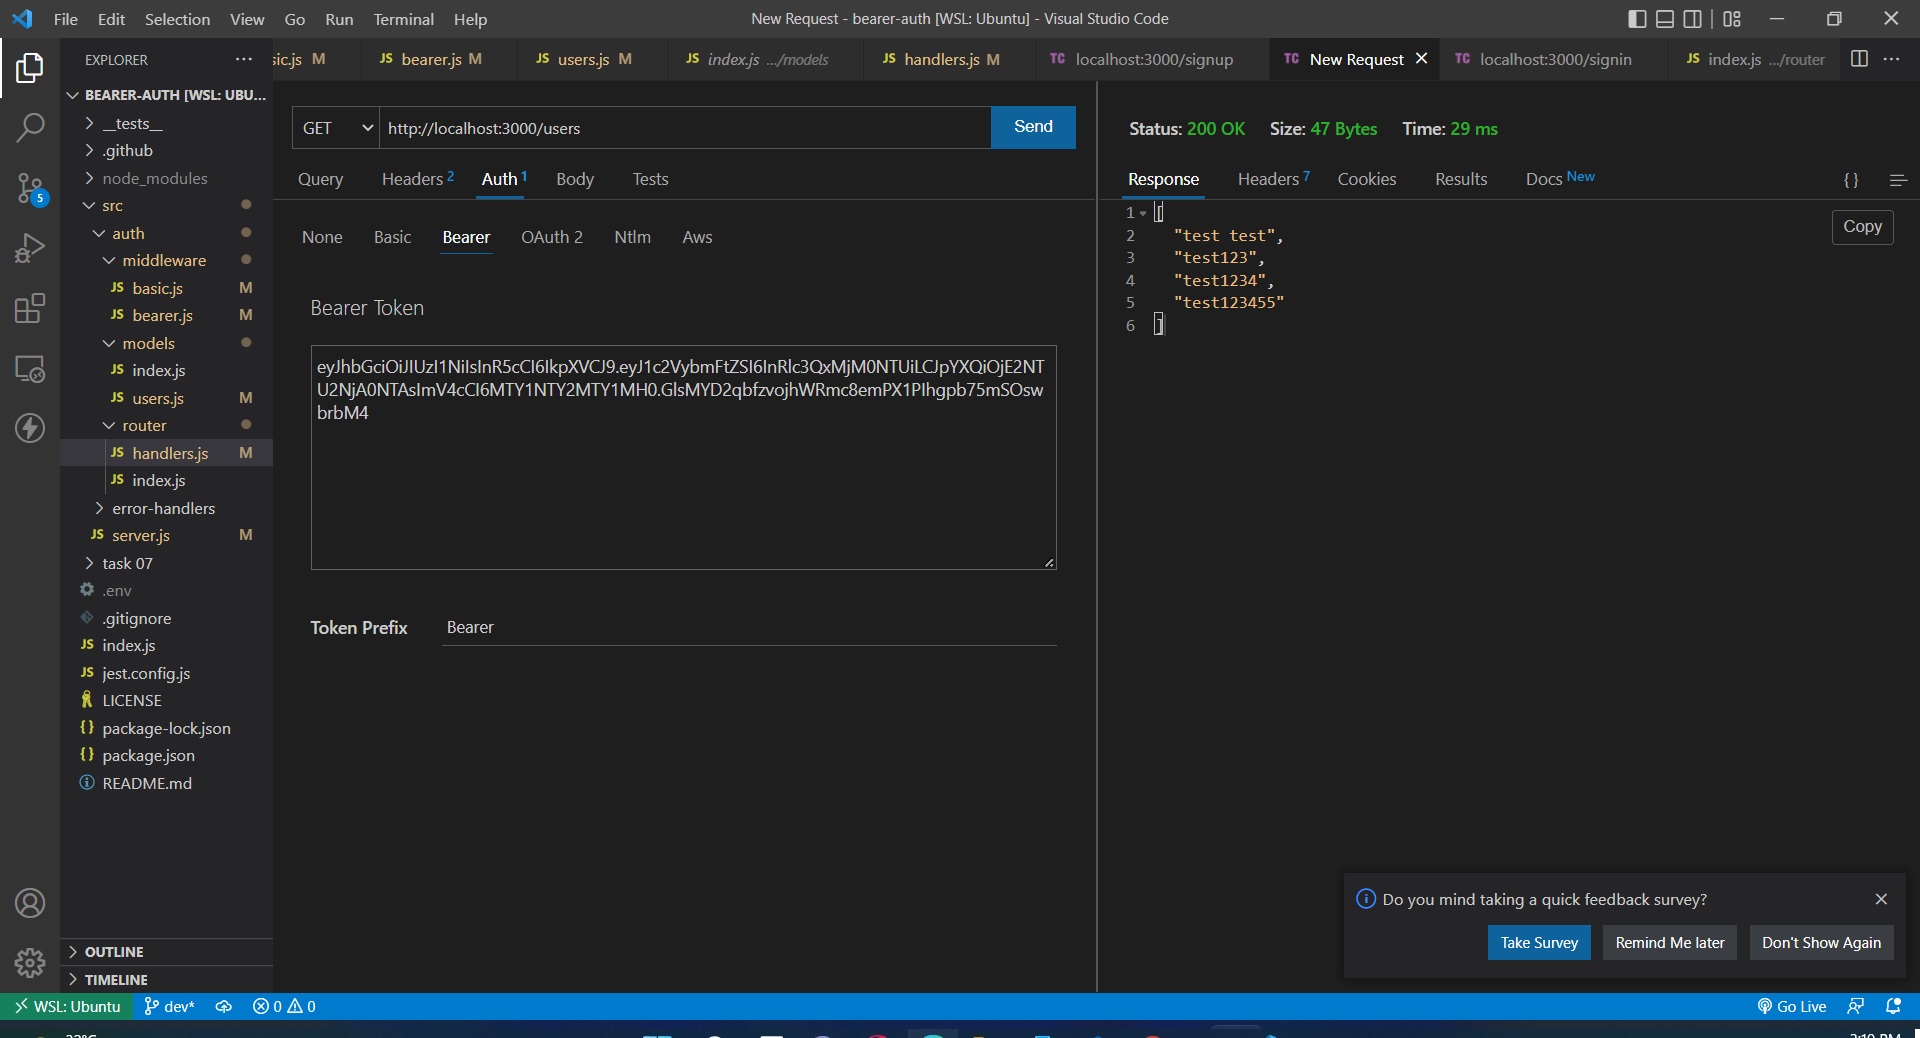 File Edit Selection View Go Run Terminal Help
New Request - bearer-auth [WSL: Ubuntu] - Visual Studio Code
EXPLORER
sic.js M
JS bearer.js M
JS users.js M
JS index.js .../models
JS handlers.js M
TC localhost:3000/signup
TC New Request
TC localhost:3000/signin
JS index.js .../router
BEARER-AUTH [WSL: UBU...
__tests__
.github
node_modules
src
auth
middleware
JS basic.js M
JS bearer.js M
models
JS index.js
JS users.js M
router
JS handlers.js M
JS index.js
error-handlers
JS server.js M
task 07
.env
.gitignore
JS index.js
JS jest.config.js
LICENSE
{} package-lock.json
{} package.json
README.md
OUTLINE
TIMELINE
5
GET http://localhost:3000/users Send
Query Headers 2 Auth 1 Body Tests
None Basic Bearer OAuth 2 Ntlm Aws
Bearer Token
Token Prefix Bearer
Status: 200 OK Size: 47 Bytes Time: 29 ms
Response Headers 7 Cookies Results Docs New {}
Copy
1 [
2 "test test",
3 "test123",
4 "test1234",
5 "test123455"
6 ]
Do you mind taking a quick feedback survey?
Take Survey Remind Me later Don't Show Again
WSL: Ubuntu dev* 0 0 Go Live